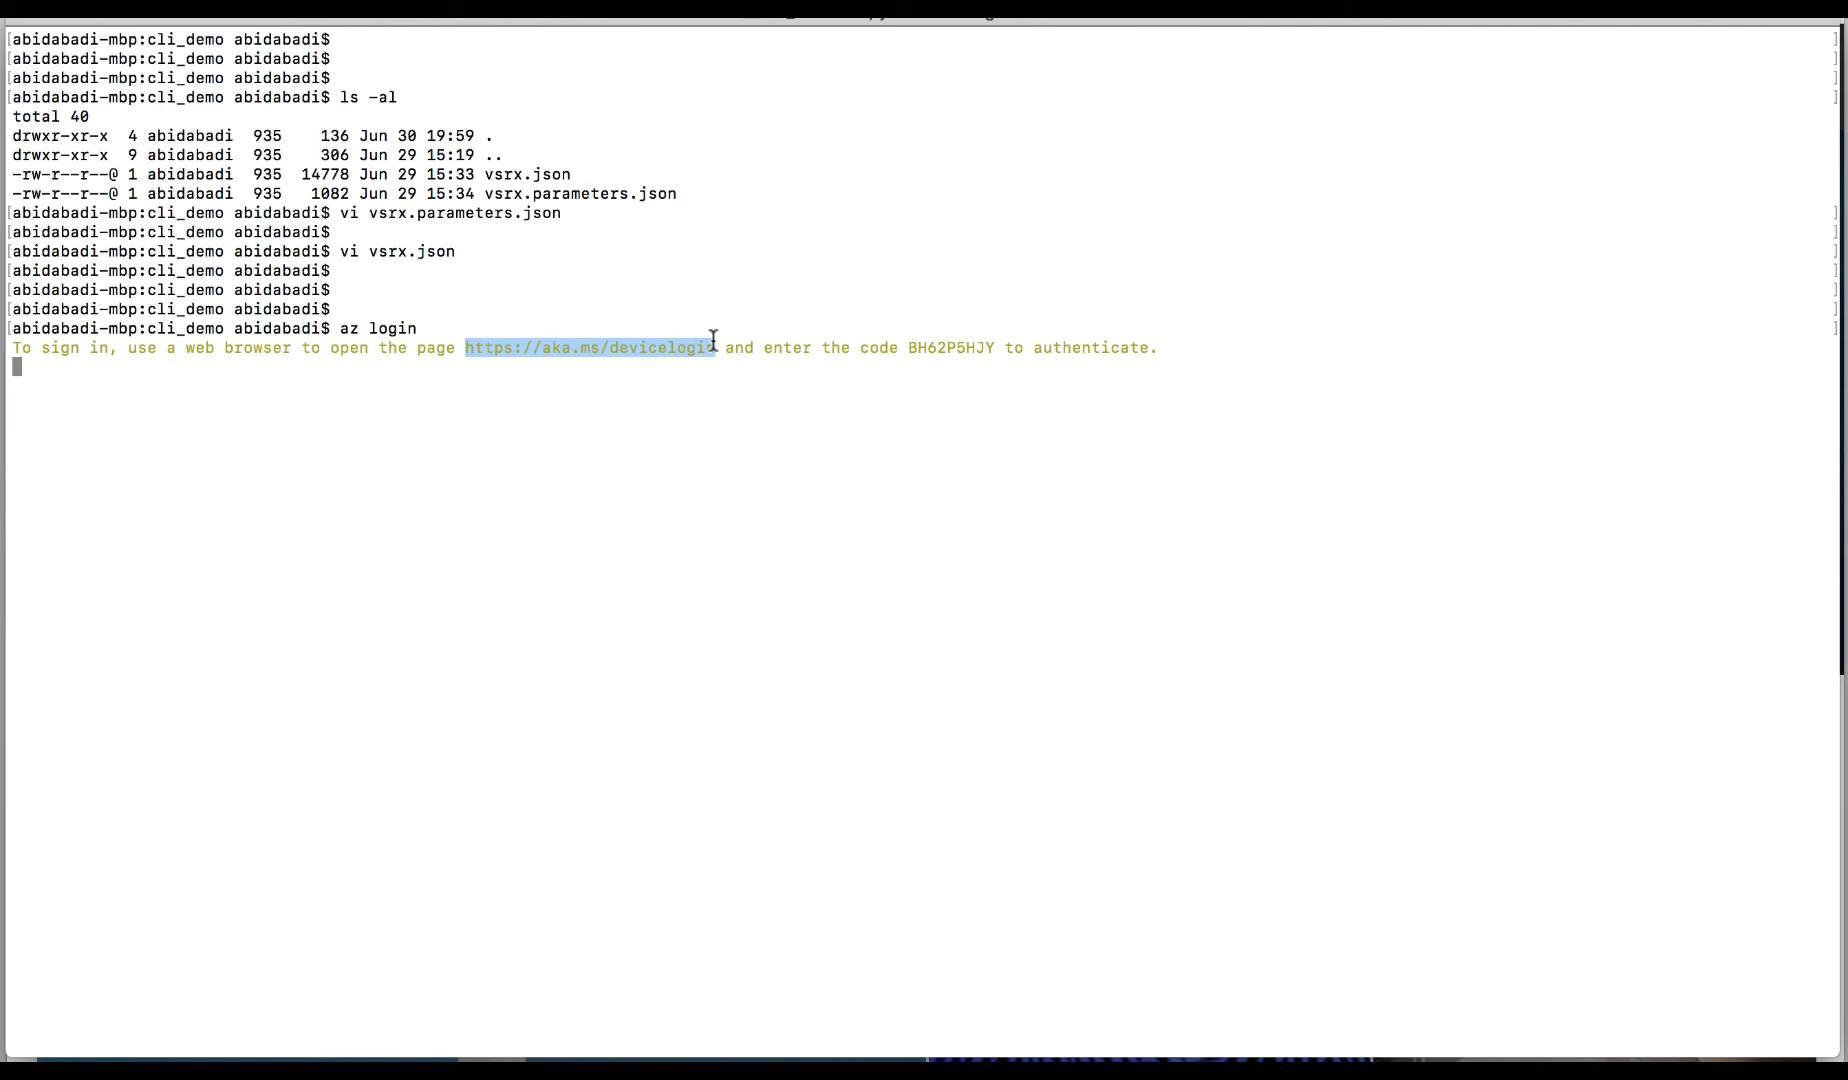 [abidabadi-mbp:cli_demo abidabadi$ ]
[abidabadi-mbp:cli_demo abidabadi$ ]
[abidabadi-mbp:cli_demo abidabadi$ ]
[abidabadi-mbp:cli_demo abidabadi$ ls -al ]
total 40
drwxr-xr-x  4 abidabadi  935    136 Jun 30 19:59 .
drwxr-xr-x  9 abidabadi  935    306 Jun 29 15:19 ..
-rw-r--r--@ 1 abidabadi  935  14778 Jun 29 15:33 vsrx.json
-rw-r--r--@ 1 abidabadi  935   1082 Jun 29 15:34 vsrx.parameters.json
[abidabadi-mbp:cli_demo abidabadi$ vi vsrx.parameters.json ]
[abidabadi-mbp:cli_demo abidabadi$ ]
[abidabadi-mbp:cli_demo abidabadi$ vi vsrx.json ]
[abidabadi-mbp:cli_demo abidabadi$ ]
[abidabadi-mbp:cli_demo abidabadi$ ]
[abidabadi-mbp:cli_demo abidabadi$ ]
[abidabadi-mbp:cli_demo abidabadi$ az login ]
To sign in, use a web browser to open the page https://aka.ms/devicelogin and enter the code BH62P5HJY to authenticate.